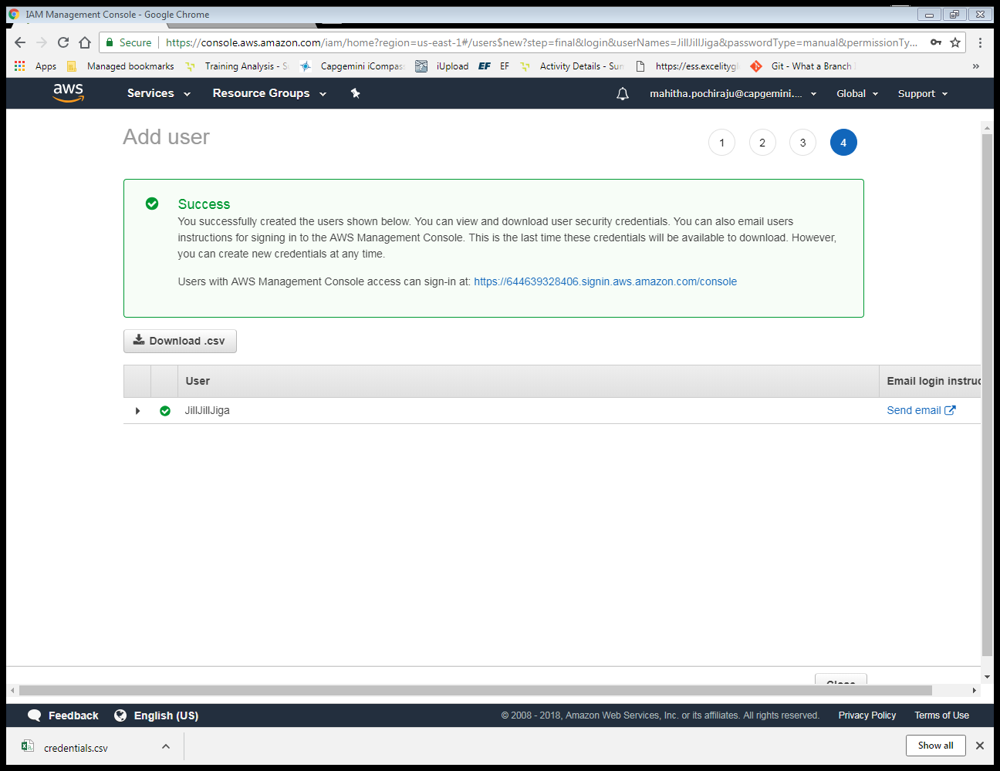 IAM Management Console - Google Chrome
Secure https://console.aws.amazon.com/iam/home?region=us-east-1#/users$new?step=final&login&userNames=JillJillJiga&passwordType=manual&permissionTy...
Apps Managed bookmarks Training Analysis - S Capgemini iCompass iUpload EF EF Activity Details - Sum https://ess.excelitygl Git - What a Branch
aws Services Resource Groups mahitha.pochiraju@capgemini.... Global Support
Add user 1 2 3 4
Success
You successfully created the users shown below. You can view and download user security credentials. You can also email users
instructions for signing in to the AWS Management Console. This is the last time these credentials will be available to download. However,
you can create new credentials at any time.
Users with AWS Management Console access can sign-in at: https://644639328406.signin.aws.amazon.com/console
Download .csv
User Email login instruc
JillJillJiga Send email
Close
Feedback English (US) © 2008 - 2018, Amazon Web Services, Inc. or its affiliates. All rights reserved. Privacy Policy Terms of Use
credentials.csv Show all